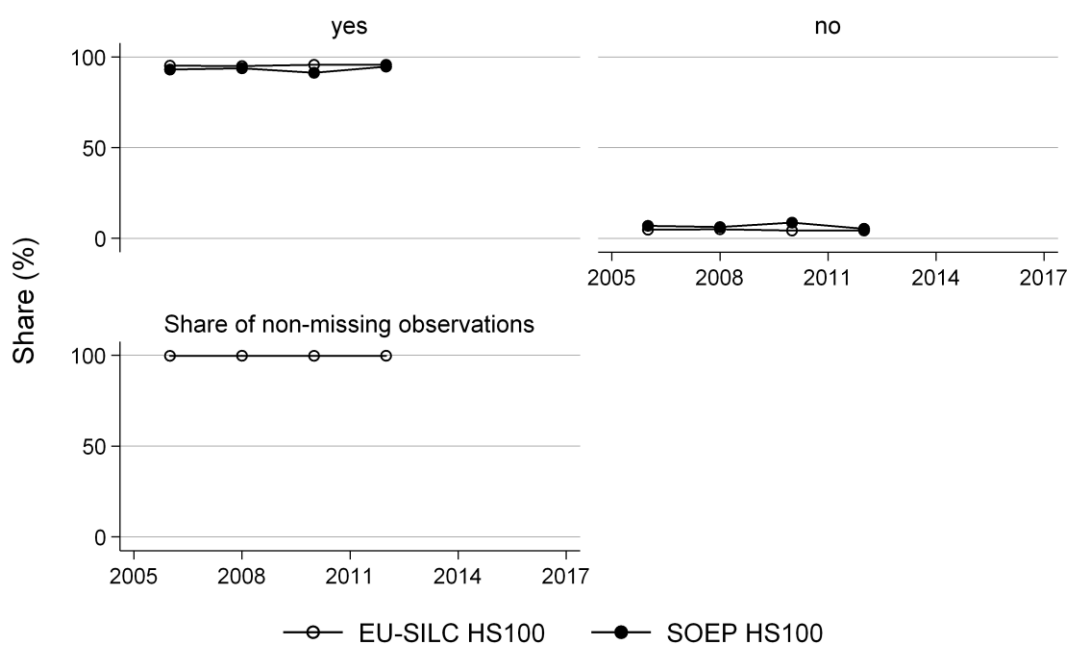 yes
no
100
50
0
2005 2008 2011 2014 2017
Share (%)
Share of non-missing observations
100
50
0
2005 2008 2011 2014 2017
EU-SILC HS100 SOEP HS100